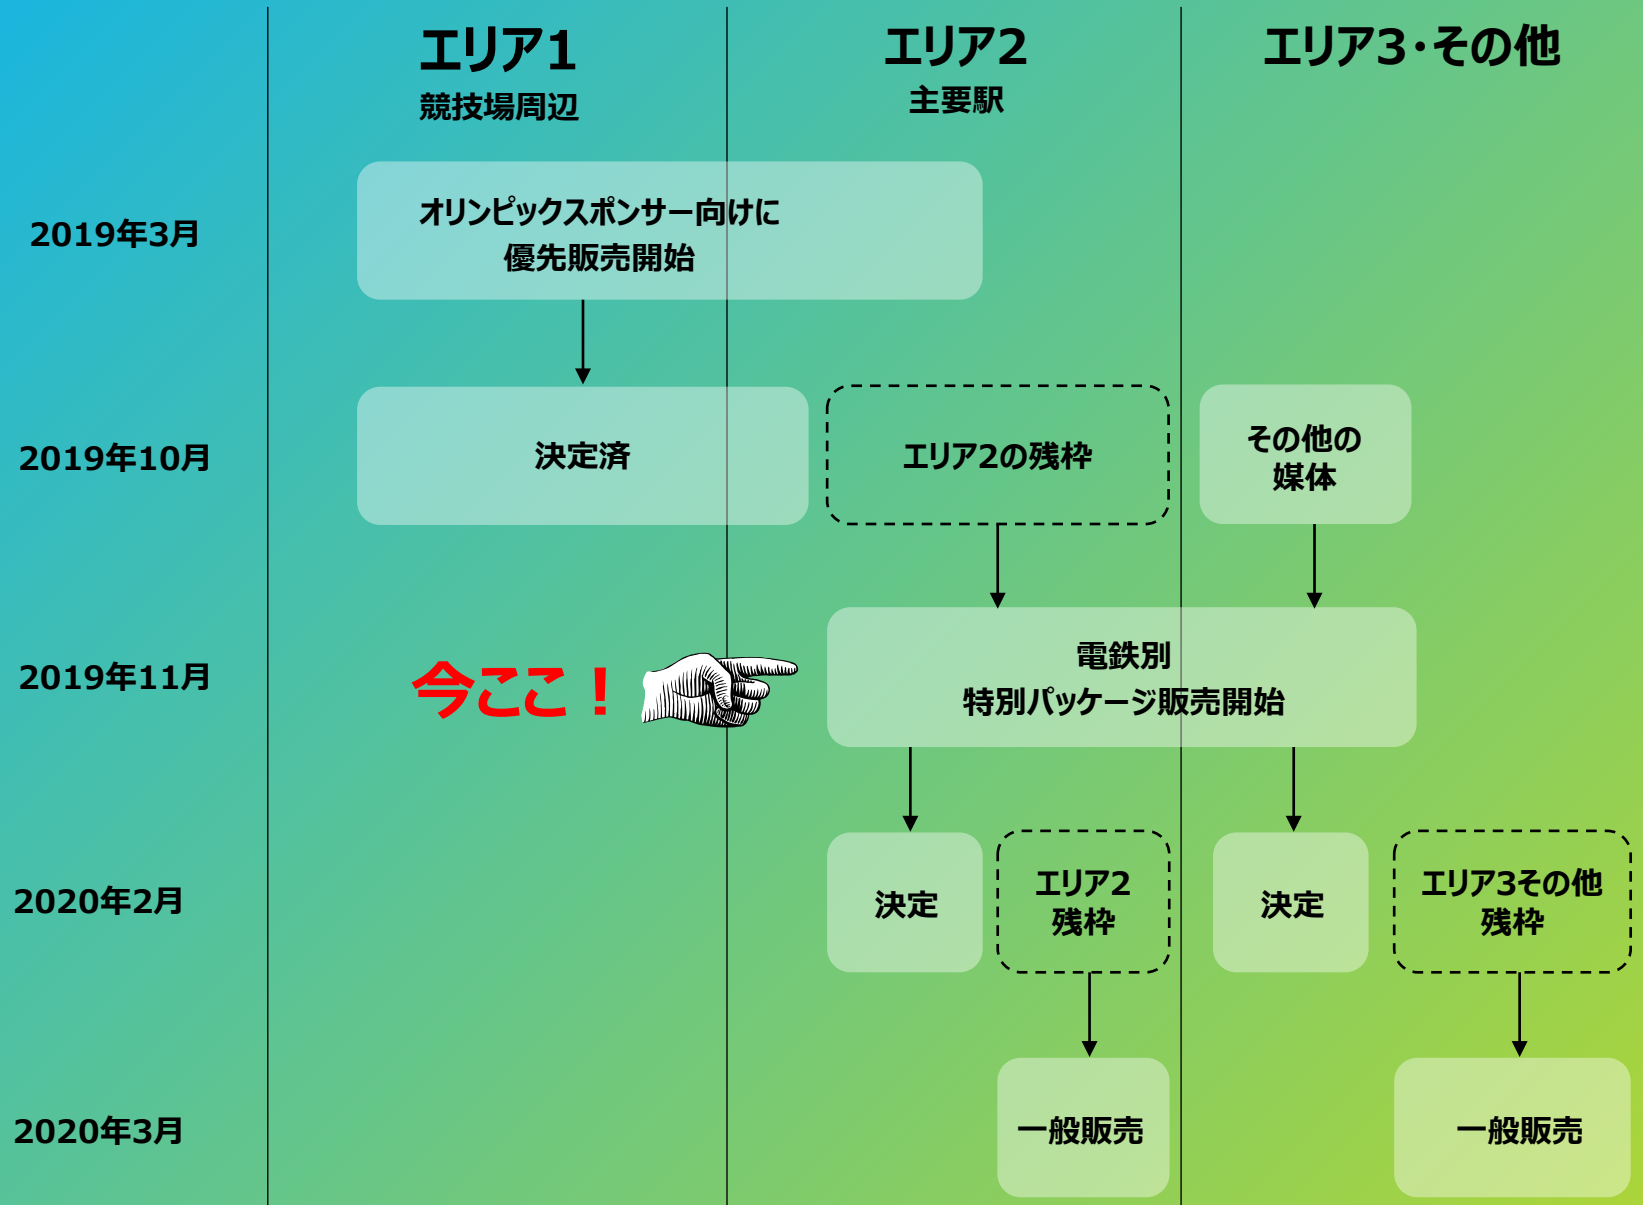 エリア1
競技場周辺
エリア2
主要駅
エリア3・その他
2019年3月
オリンピックスポンサー向けに
優先販売開始
2019年10月
決定済
エリア2の残枠
その他の
媒体
2019年11月
今ここ！
電鉄別
特別パッケージ販売開始
2020年2月
決定
エリア2
残枠
決定
エリア3その他
残枠
2020年3月
一般販売
一般販売